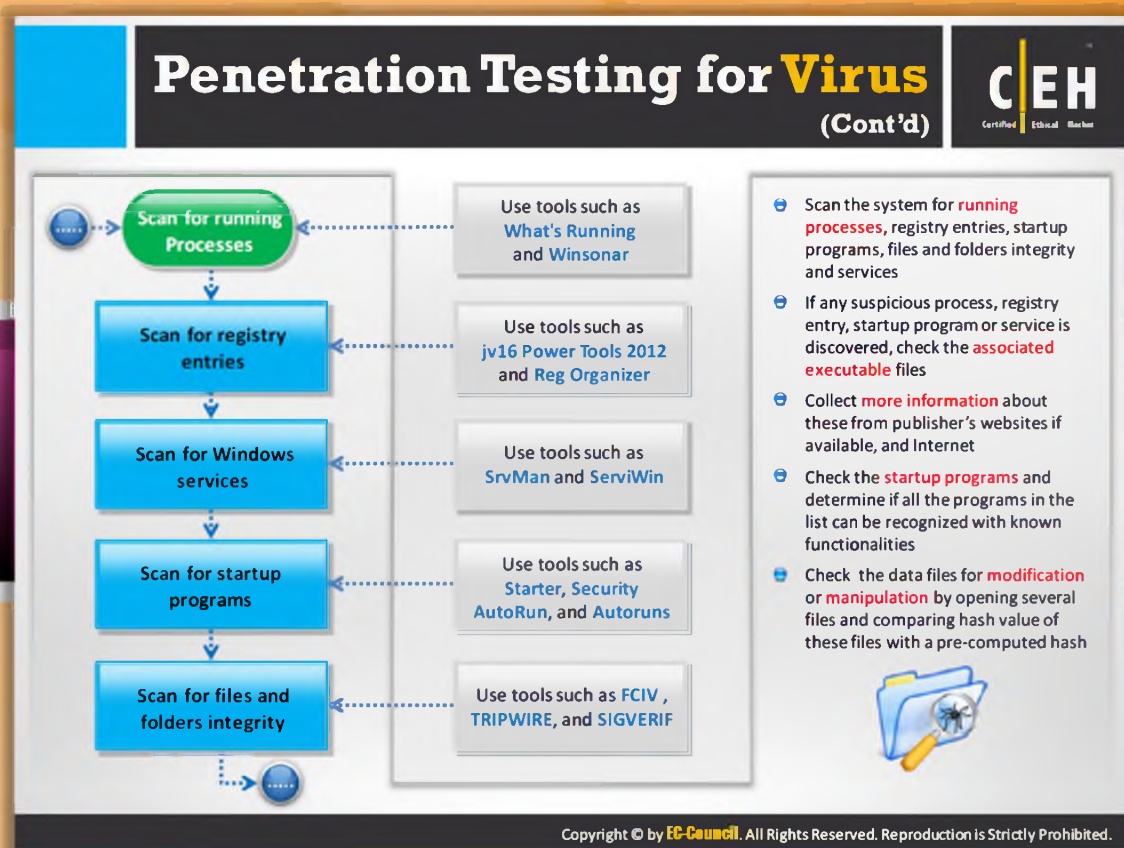 Penetration Testing for Virus
(Cont'd)
C|EH
Certified Ethical Hacker
Scan for running
Processes
Scan for registry
entries
Scan for Windows
services
Scan for startup
programs
Scan for files and
folders integrity
Use tools such as
What's Running
and Winsonar
Use tools such as
jv16 Power Tools 2012
and Reg Organizer
Use tools such as
SrvMan and ServiWin
Use tools such as
Starter, Security
AutoRun, and Autoruns
Use tools such as FCIV ,
TRIPWIRE, and SIGVERIF
Scan the system for running
processes, registry entries, startup
programs, files and folders integrity
and services
If any suspicious process, registry
entry, startup program or service is
discovered, check the associated
executable files
Collect more information about
these from publisher's websites if
available, and Internet
Check the startup programs and
determine if all the programs in the
list can be recognized with known
functionalities
Check the data files for modification
or manipulation by opening several
files and comparing hash value of
these files with a pre-computed hash
Copyright © by EC-Council. All Rights Reserved. Reproduction is Strictly Prohibited.